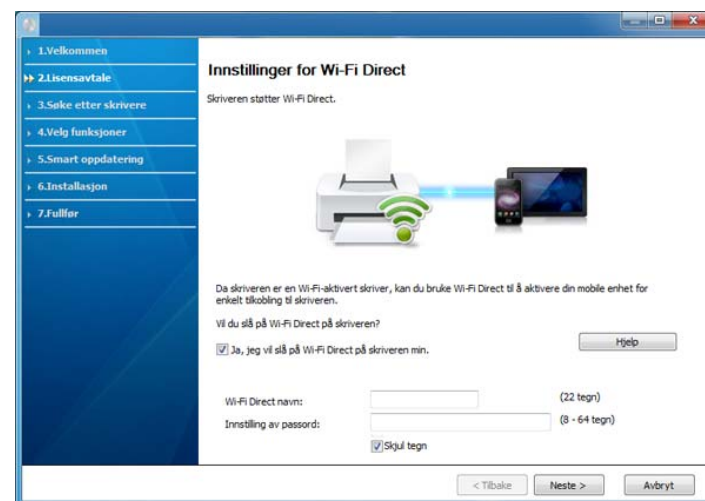 1.Velkommen
2.Lisensavtale
3.Søke etter skrivere
4.Velg funksjoner
5.Smart oppdatering
6.Installasjon
7.Fullfør
Innstillinger for Wi-Fi Direct
Skriveren støtter Wi-Fi Direct.
Da skriveren er en Wi-Fi-aktivert skriver, kan du bruke Wi-Fi Direct til å aktivere din mobile enhet for
enkelt tilkobling til skriveren.
Vil du slå på Wi-Fi Direct på skriveren?
Ja, jeg vil slå på Wi-Fi Direct på skriveren min.
Hjelp
Wi-Fi Direct navn: (22 tegn)
Innstilling av passord: (8 - 64 tegn)
Skjul tegn
< Tilbake Neste > Avbryt